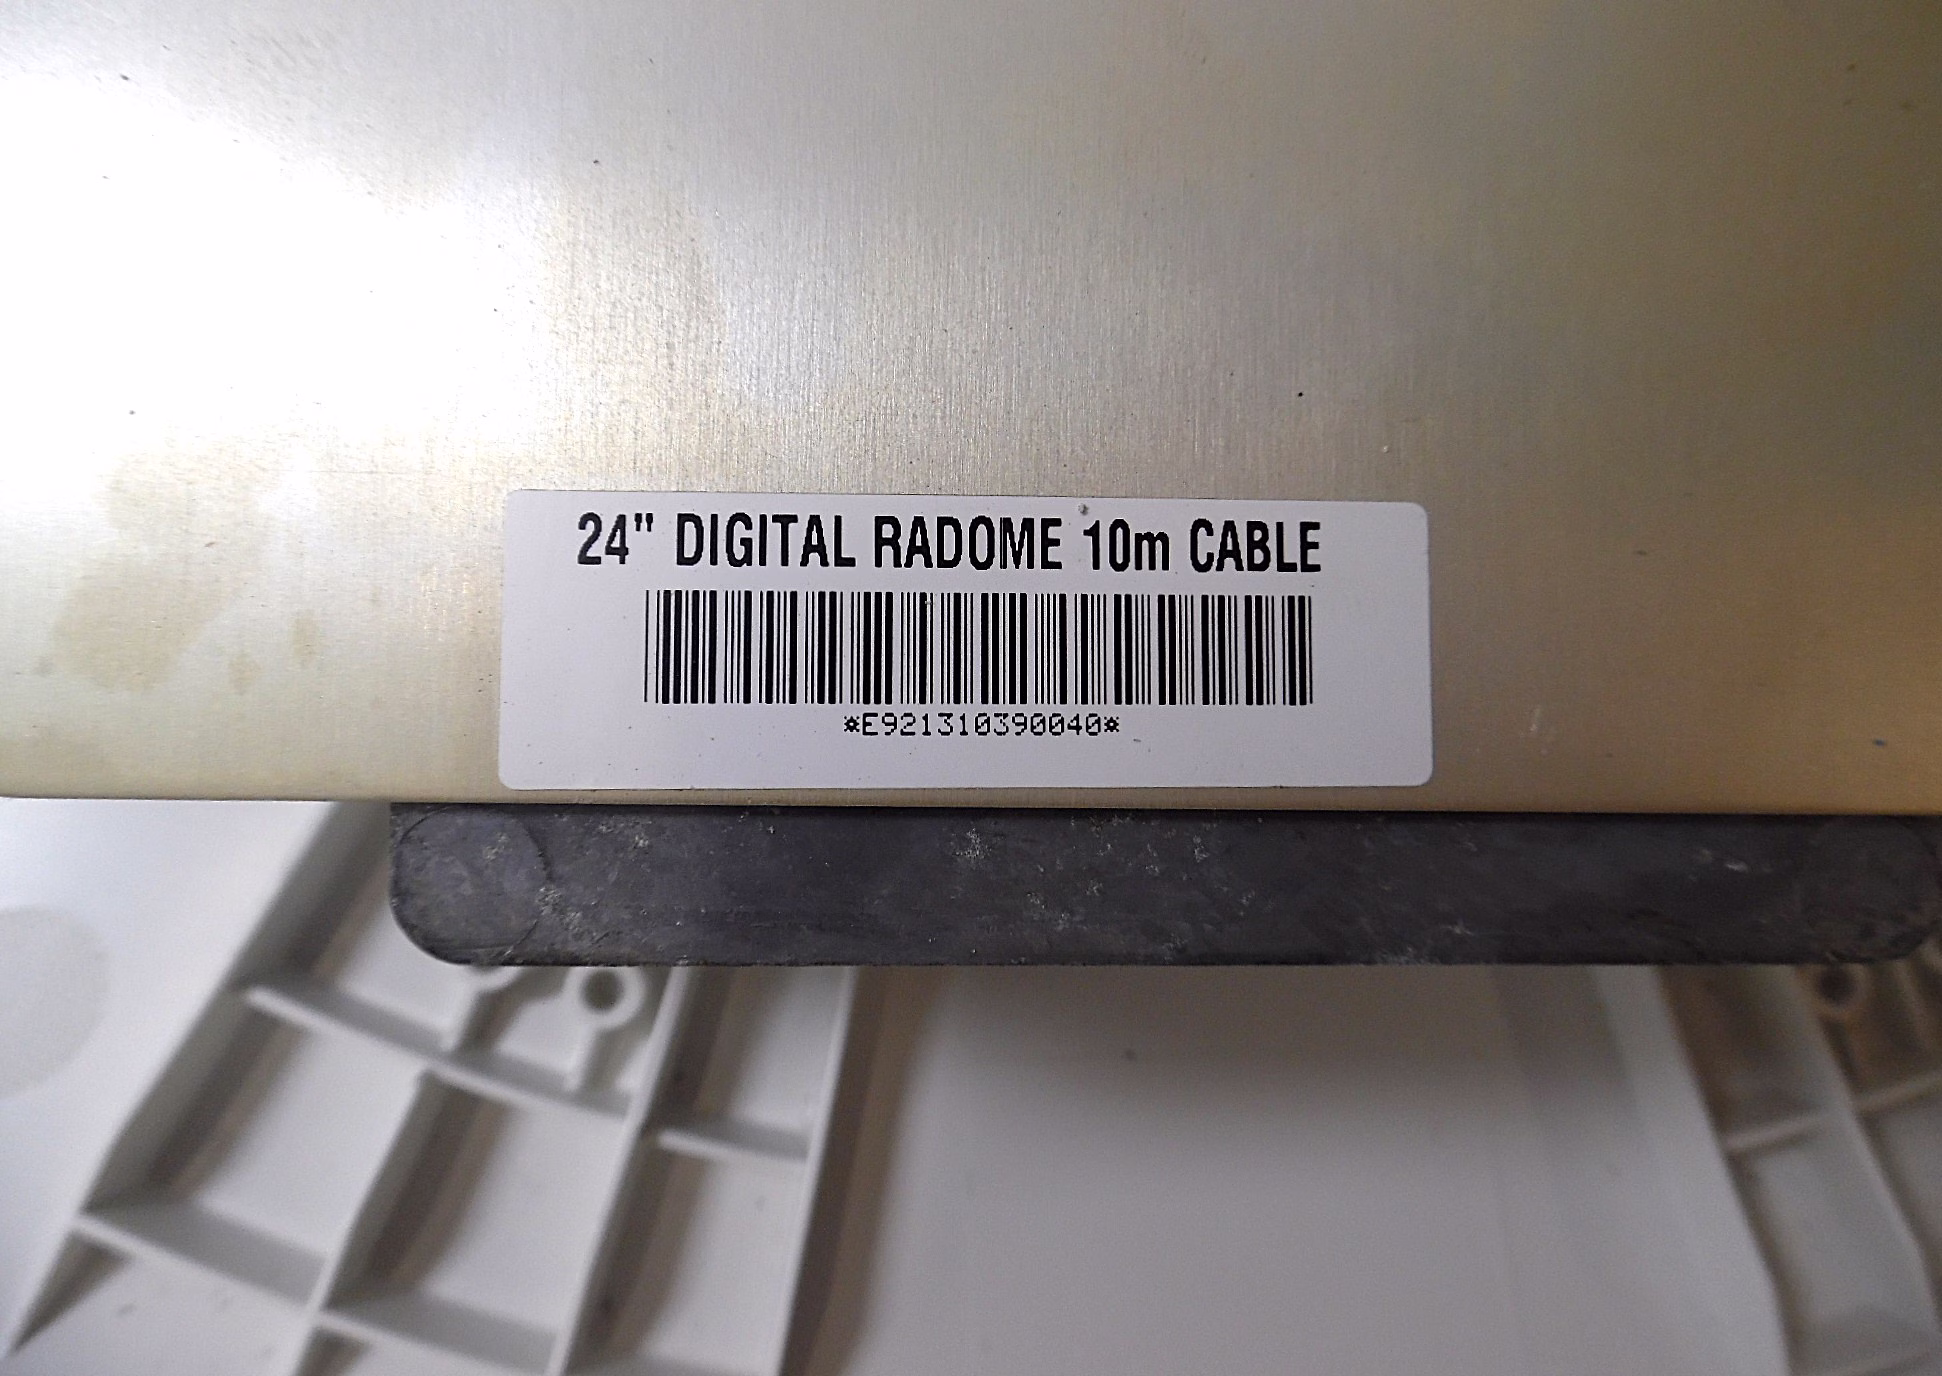 24" DIGITAL RADOME 10m CABLE
*E921310390040*